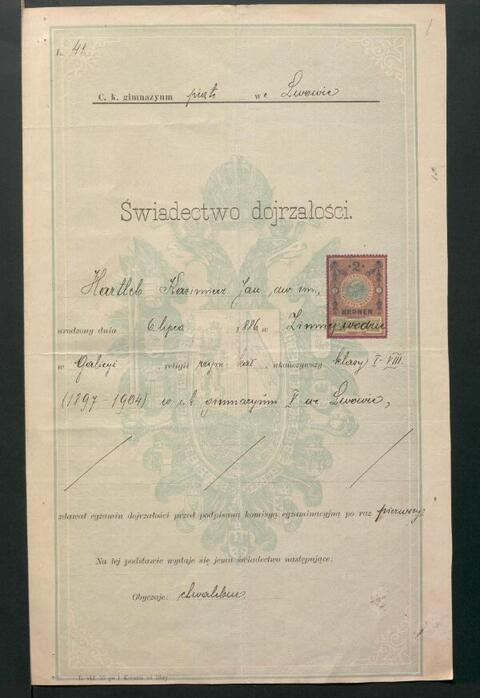 L. 41.
C. k. gimnazyum piąte we Lwowie
Świadectwo dojrzałości.
2
KRONEN
Hartleb Kazimierz Jan, dw. im.,
urodzony dnia 6 lipca 1886 w Zimnej wodzie
w Galicyi, religii rzym. kat., ukończywszy klasy I-VIII.
(1897-1904) w c. k. gimnazyum V we Lwowie,
zdawał egzamin dojrzałości przed podpisaną komisyą egzaminacyjną po raz pierwszy.
Na tej podstawie wydaje się jemu świadectwo następujące:
Obyczaje: chwalebne